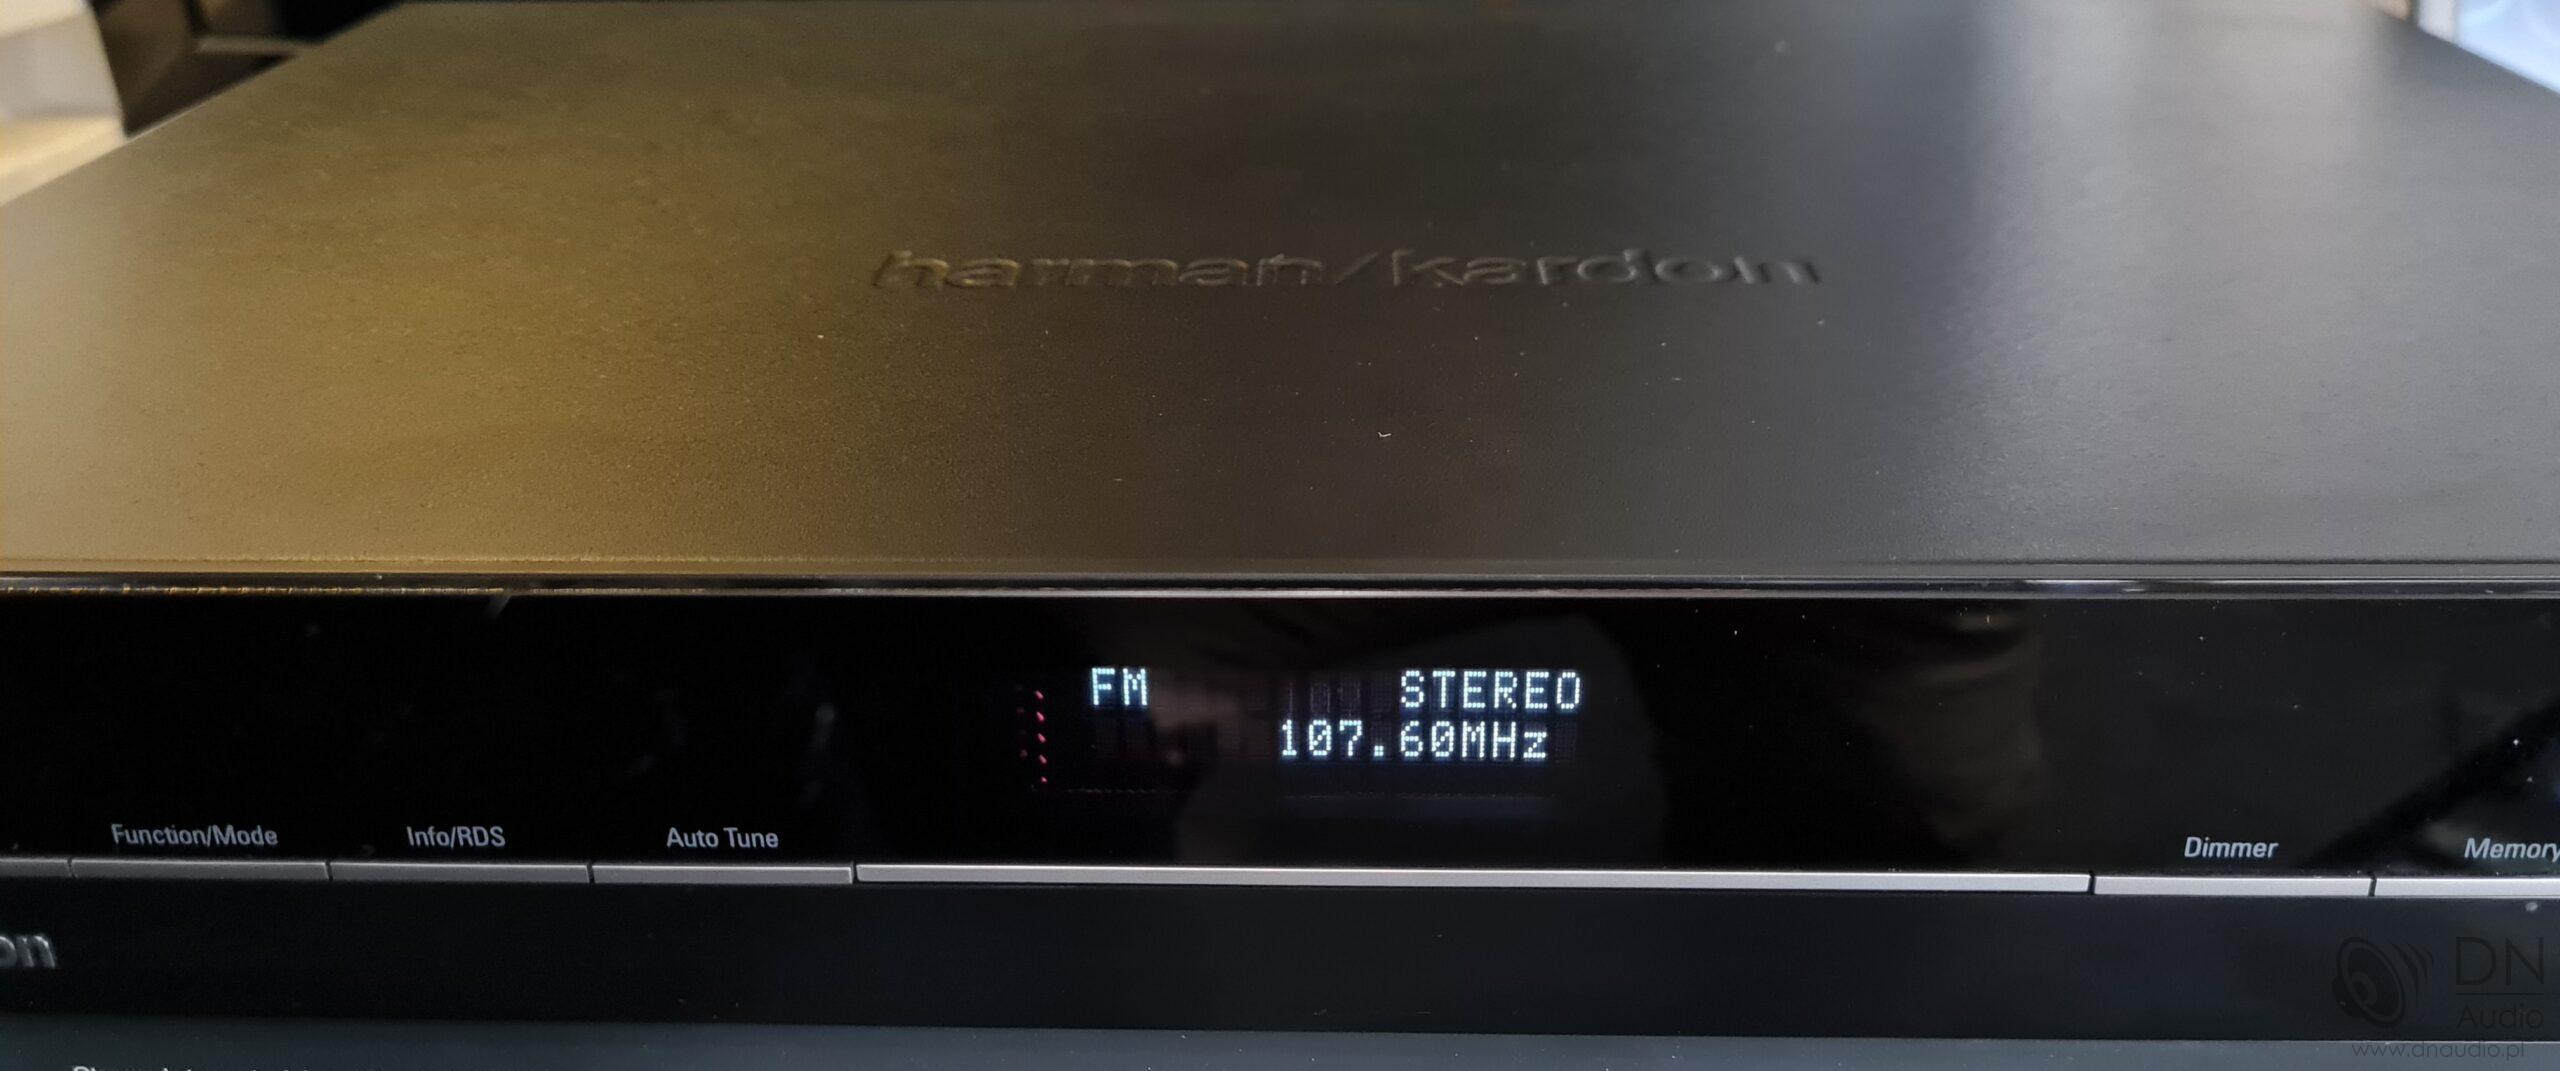 harman/kardon
FM STEREO
107.60MHz
Function/Mode Info/RDS Auto Tune Dimmer Memory
on
DN
Audio
www.dnaudio.pl